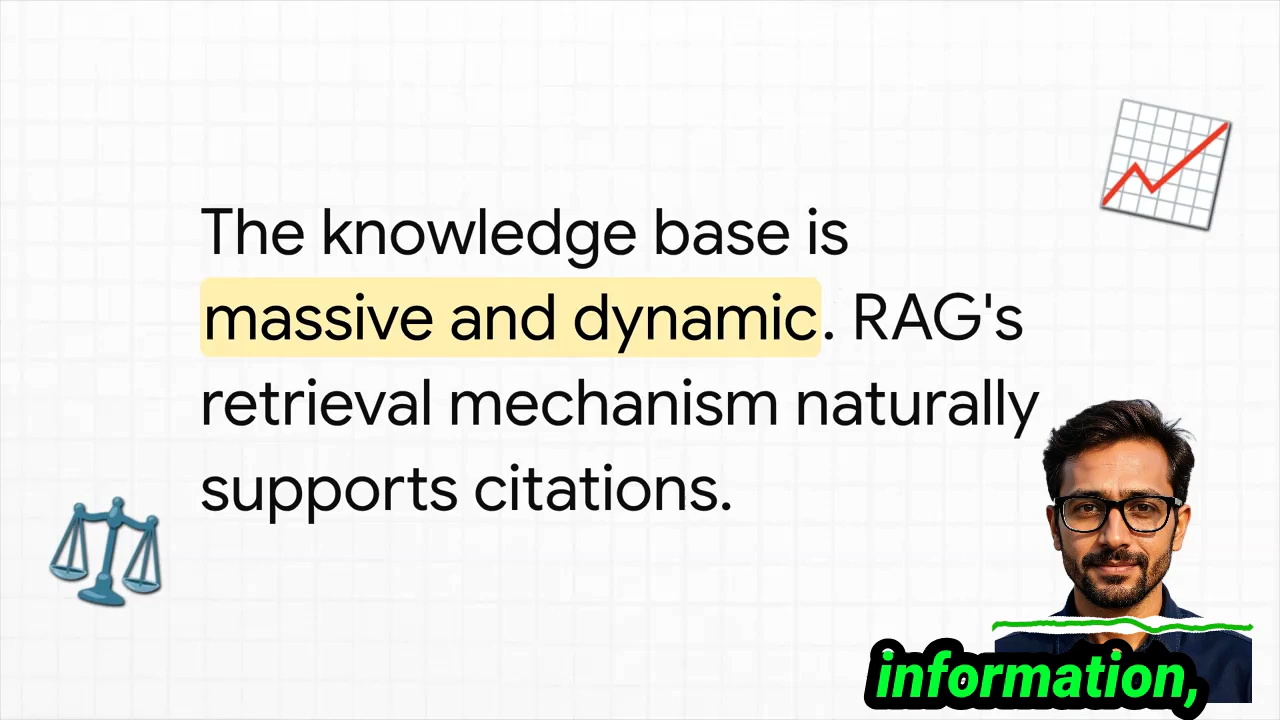 The knowledge base is
massive and dynamic. RAG's
retrieval mechanism naturally
supports citations.
information,